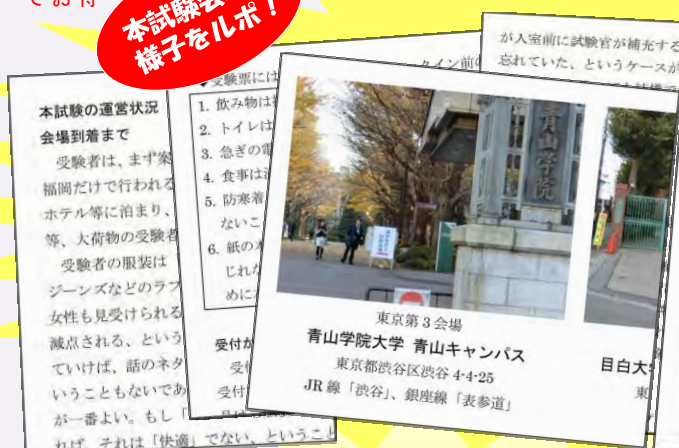 でお得
本試験会
様子をルポ！
本試験の運営状況
会場到着まで
受験者は、まず案
福岡だけで行われる
ホテル等に泊まり、
等、大荷物の受験者
受験者の服装は
ジーンズなどのラフ
女性も見受けられる
減点される、という
ていけば、話のネタ
いうこともないであ
が一番よい。もし「
れば、それは「快適」でない、ということ
受験票には
1. 飲み物は
2. トイレは
3. 急ぎの電
4. 食事は
5. 防寒着
ないこ
6. 紙の
じれな
めに
受付が
受付
イン前の
が入室前に試験官が補充する
忘れていた、というケースが
青山学院
東京第3会場
青山学院大学 青山キャンパス
東京都渋谷区渋谷 4-4-25
JR線「渋谷」、銀座線「表参道」
目白大
東